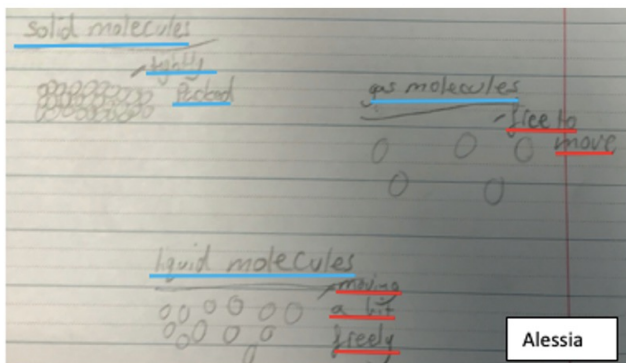 solid molecules
- tightly
packed
gas molecules
- free to
move
liquid molecules
- moving
a bit
freely
Alessia